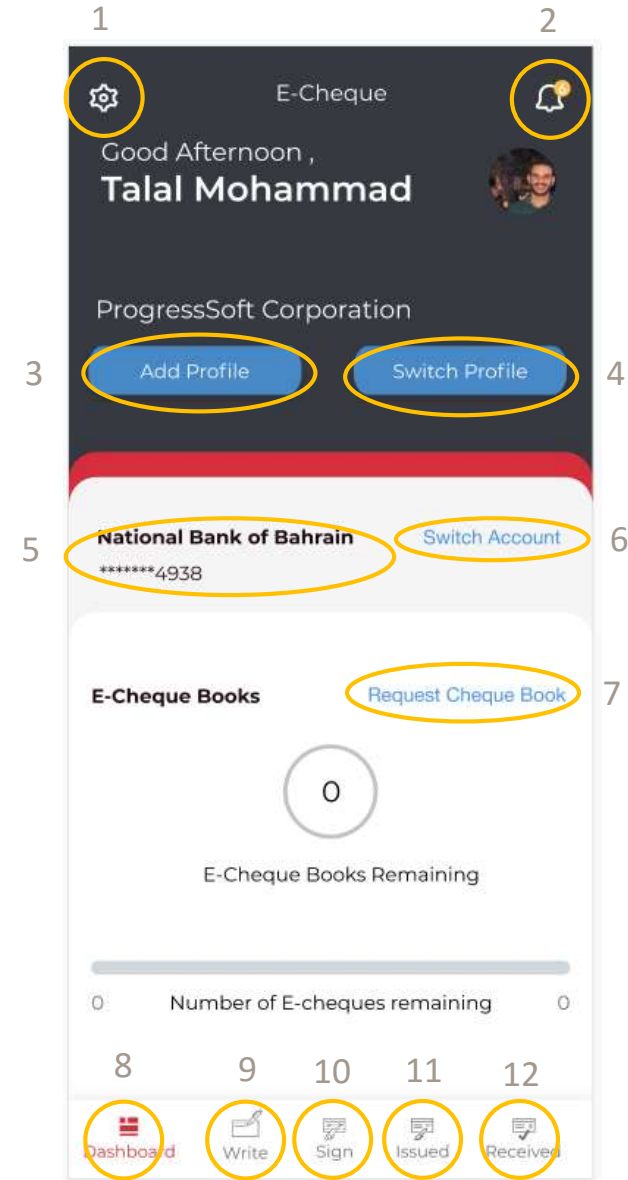 1 2
E-Cheque
Good Afternoon ,
Talal Mohammad
ProgressSoft Corporation
3 Add Profile Switch Profile 4
5 National Bank of Bahrain Switch Account 6
*******4938
E-Cheque Books Request Cheque Book 7
0
E-Cheque Books Remaining
0 Number of E-cheques remaining 0
8 9 10 11 12
Dashboard Write Sign Issued Received